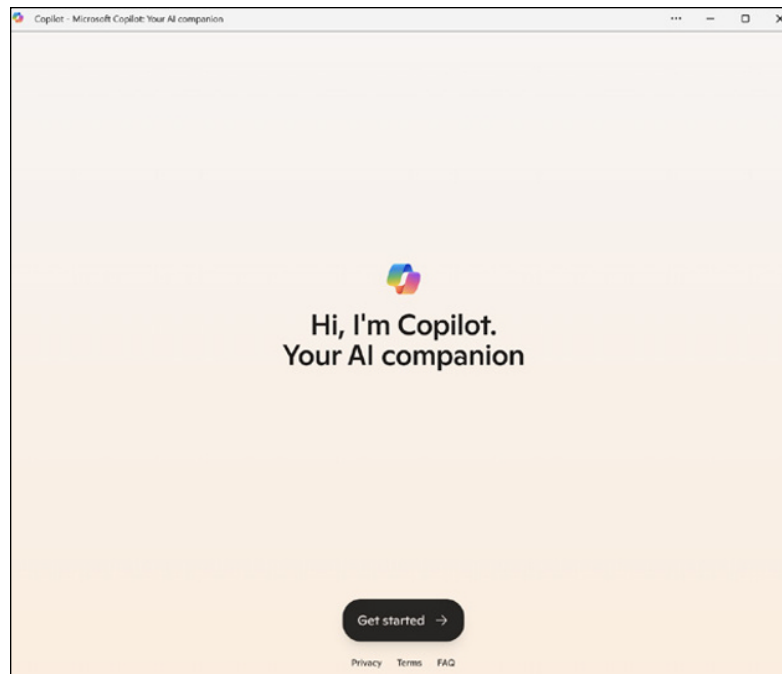 Copilot - Microsoft Copilot: Your AI companion
Hi, I'm Copilot.
Your AI companion
Get started
Privacy Terms FAQ